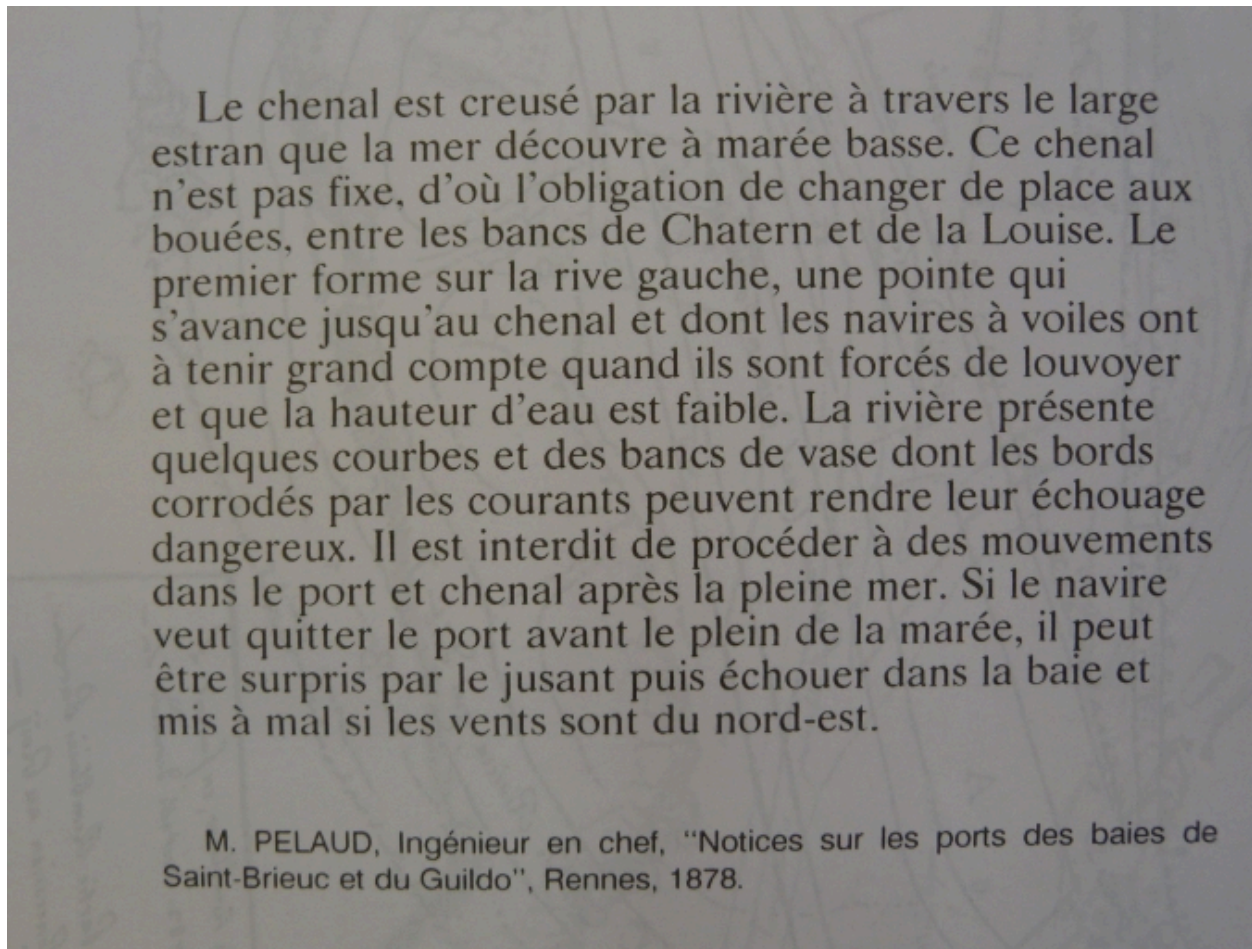 Le chenal est creusé par la rivière à travers le large
estran que la mer découvre à marée basse. Ce chenal
n'est pas fixe, d'où l'obligation de changer de place aux
bouées, entre les bancs de Chatern et de la Louise. Le
premier forme sur la rive gauche, une pointe qui
s'avance jusqu'au chenal et dont les navires à voiles ont
à tenir grand compte quand ils sont forcés de louvoyer
et que la hauteur d'eau est faible. La rivière présente
quelques courbes et des bancs de vase dont les bords
corrodés par les courants peuvent rendre leur échouage
dangereux. Il est interdit de procéder à des mouvements
dans le port et chenal après la pleine mer. Si le navire
veut quitter le port avant le plein de la marée, il peut
être surpris par le jusant puis échouer dans la baie et
mis à mal si les vents sont du nord-est.
M. PELAUD, Ingénieur en chef, "Notices sur les ports des baies de
Saint-Brieuc et du Guildo", Rennes, 1878.